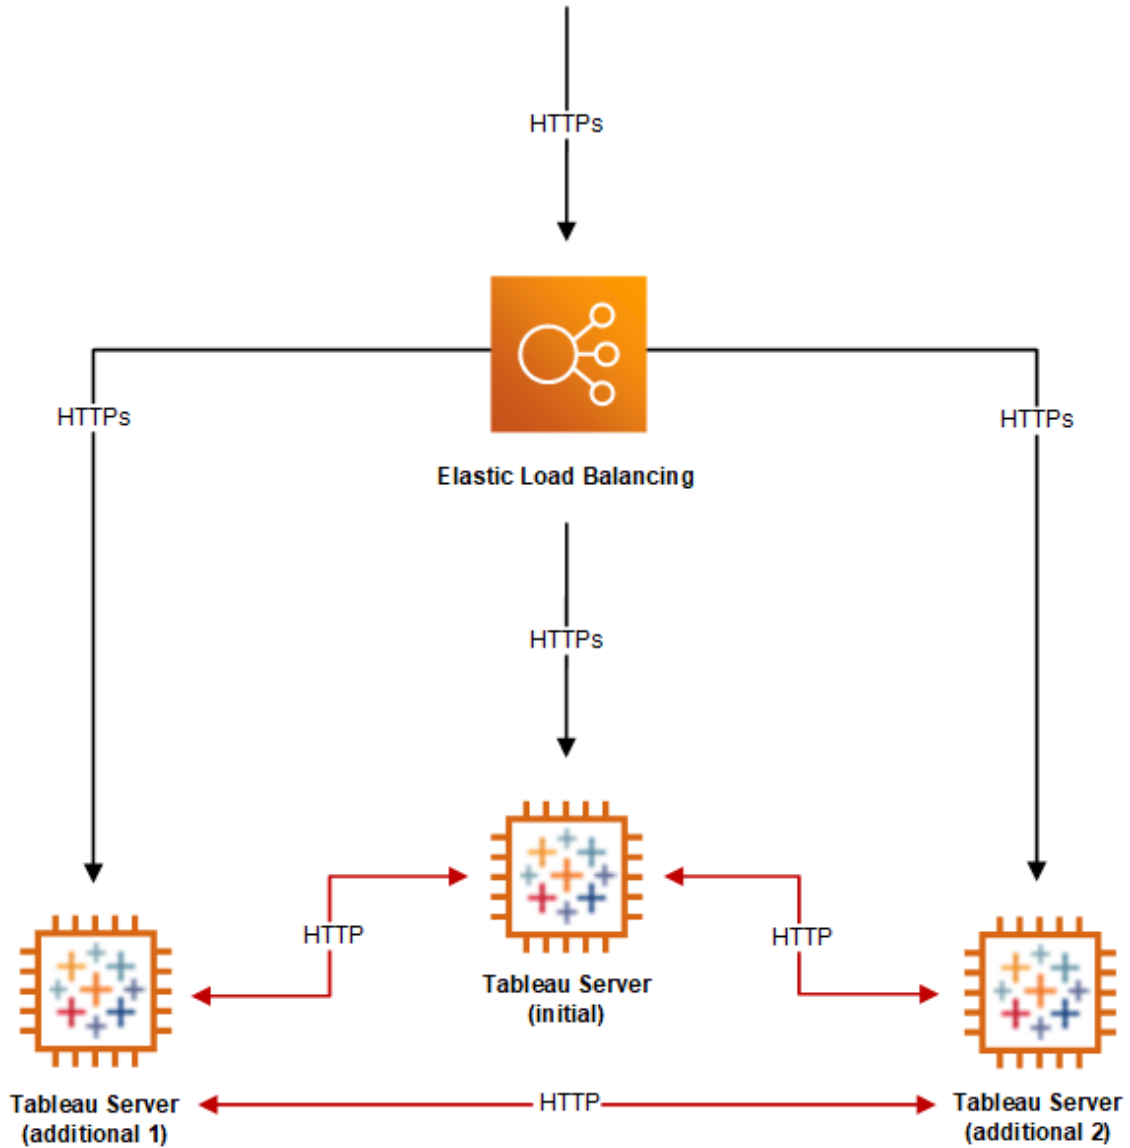 HTTPs
HTTPs
HTTPs
Elastic Load Balancing
HTTPs
HTTP
HTTP
Tableau Server
(initial)
Tableau Server
(additional 1)
HTTP
Tableau Server
(additional 2)